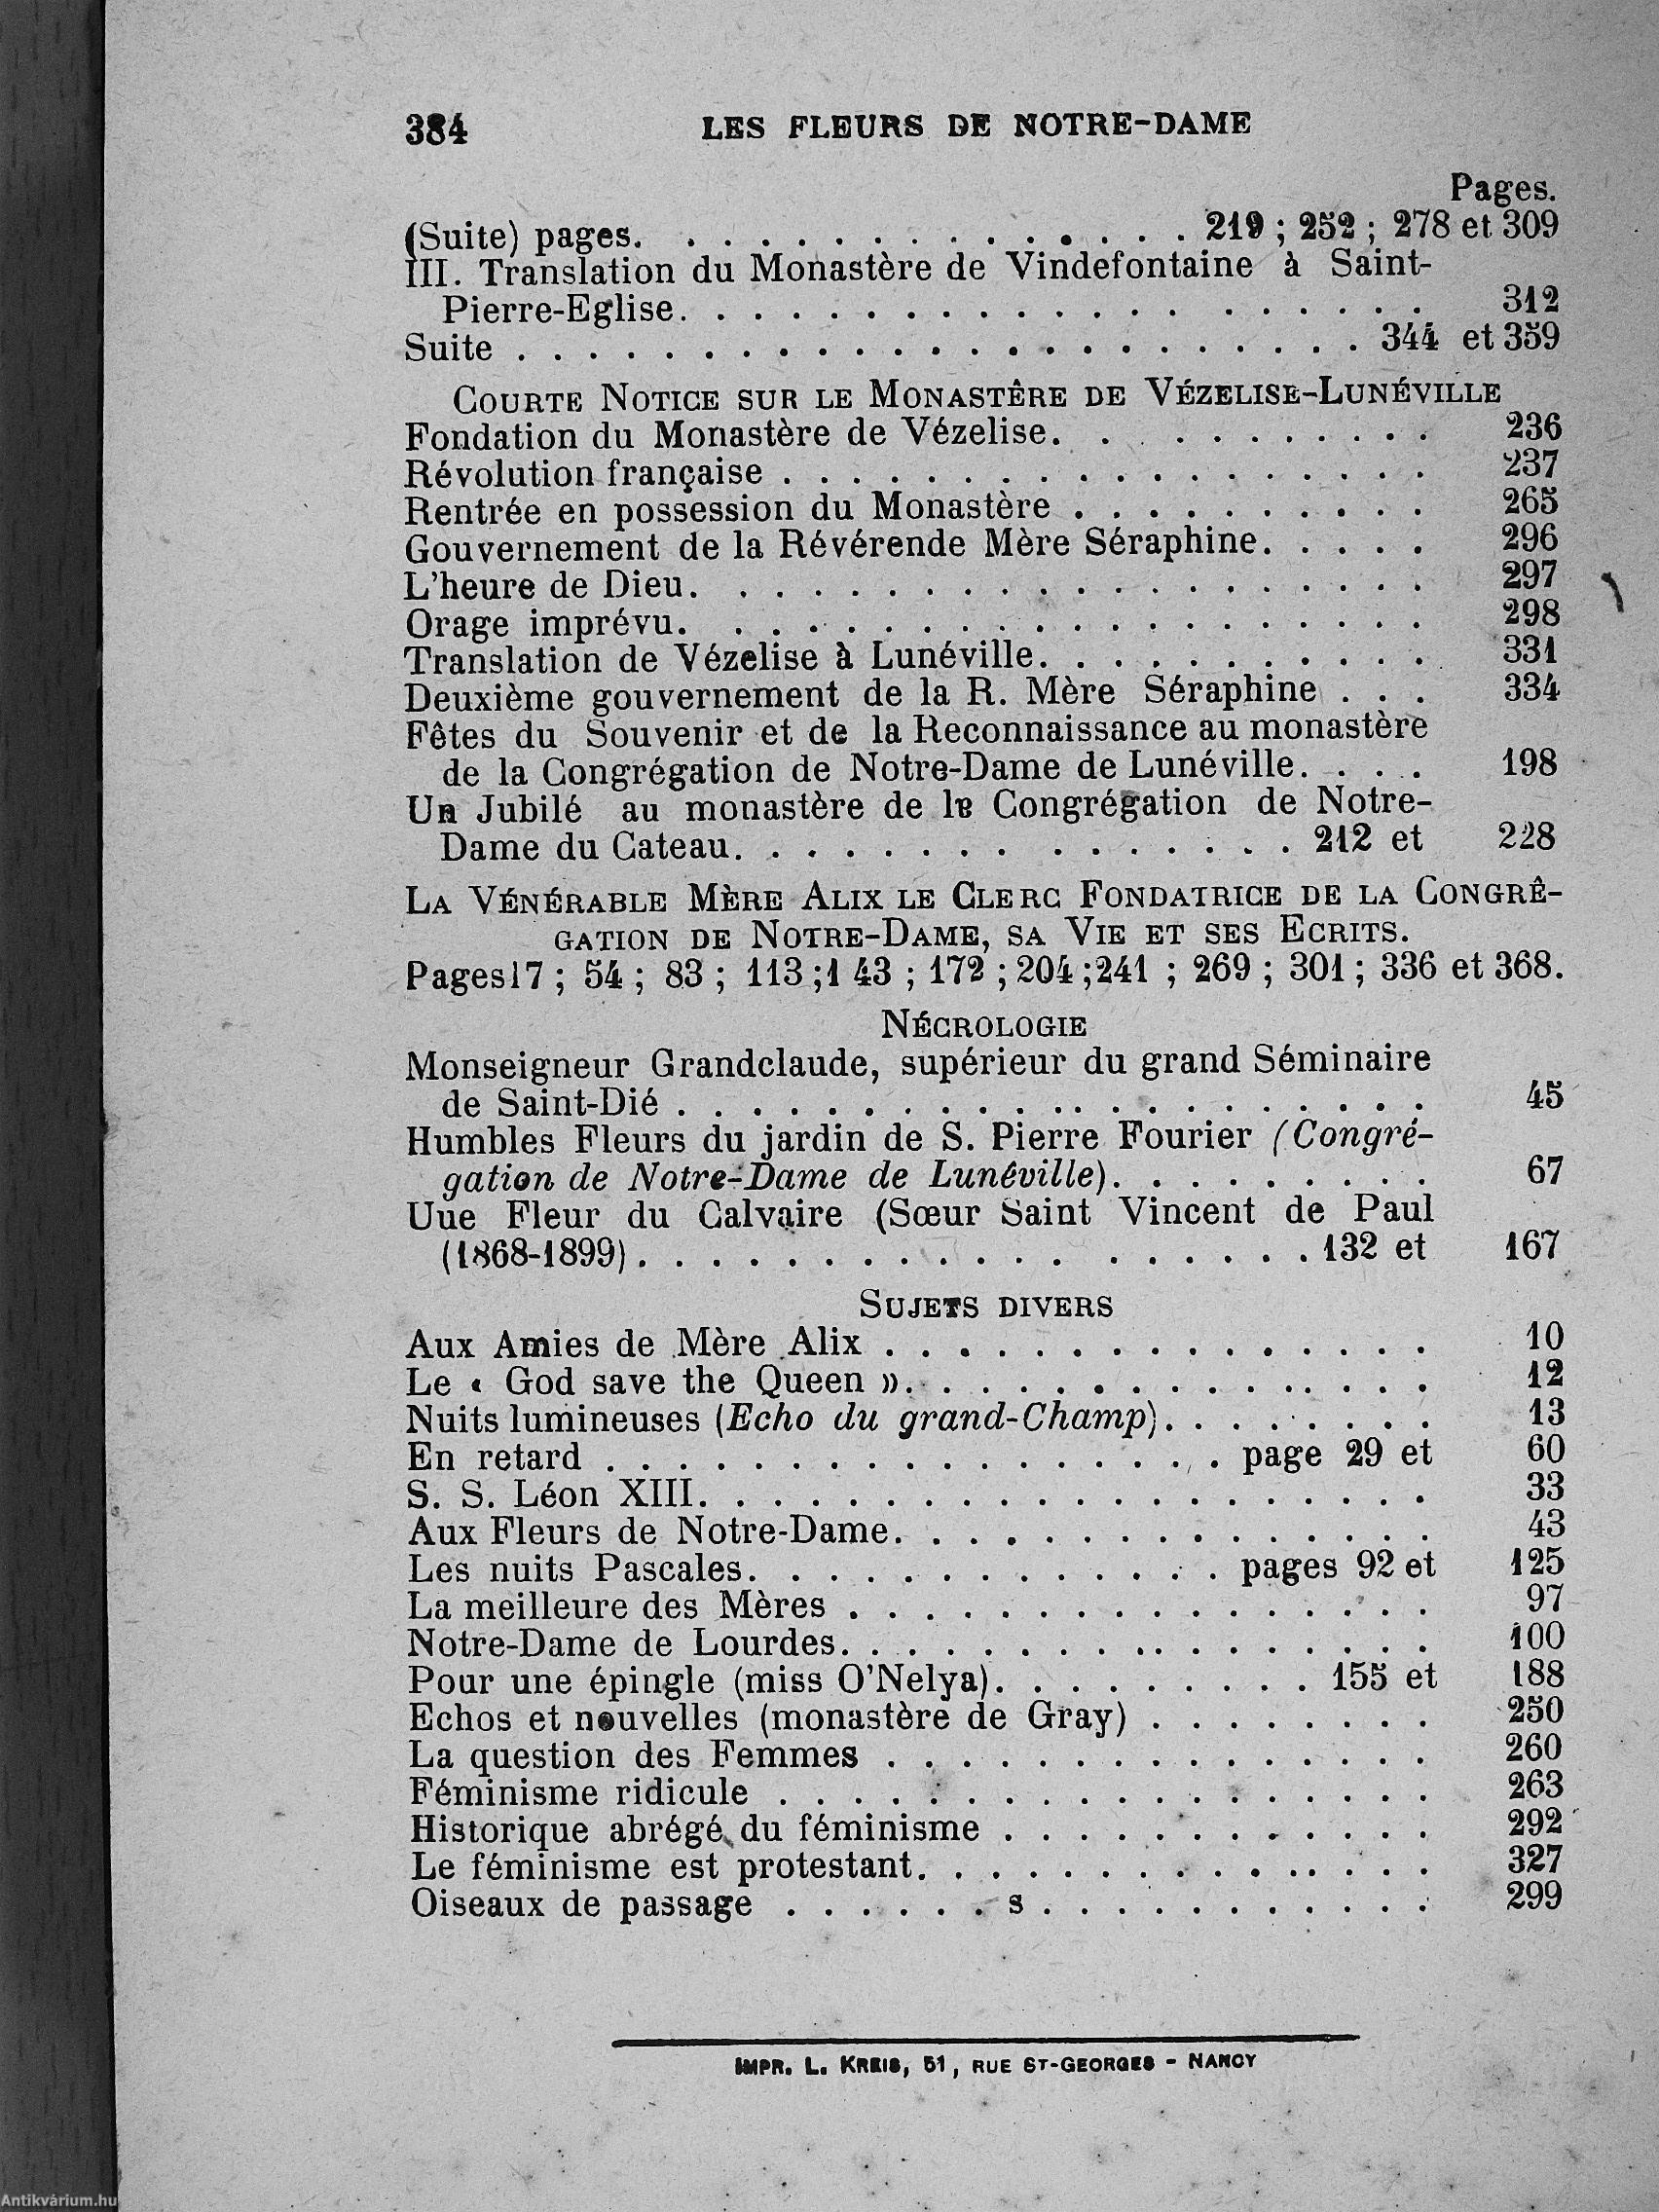 384 LES FLEURS DE NOTRE-DAME
Pages.
(Suite) pages. . . . . . . . . . . . . . . 219 ; 252 ; 278 et 309
III. Translation du Monastère de Vindefontaine à Saint-
Pierre-Eglise. . . . . . . . . . . . . . . . . . . . 312
Suite . . . . . . . . . . . . . . . . . . . . . . . 344 et 359
COURTE NOTICE SUR LE MONASTÊRE DE VÉZELISE-LUNÉVILLE
Fondation du Monastère de Vézelise. . . . . . . . . . 236
Révolution française . . . . . . . . . . . . . . . . . . 237
Rentrée en possession du Monastère . . . . . . . . . . 265
Gouvernement de la Révérende Mère Séraphine. . . . . 296
L'heure de Dieu. . . . . . . . . . . . . . . . . . . . 297
Orage imprévu. . . . . . . . . . . . . . . . . . . . 298
Translation de Vézelise à Lunéville. . . . . . . . . . . 331
Deuxième gouvernement de la R. Mère Séraphine . . . 334
Fêtes du Souvenir et de la Reconnaissance au monastère
de la Congrégation de Notre-Dame de Lunéville. . . . 198
Un Jubilé au monastère de le Congrégation de Notre-
Dame du Cateau. . . . . . . . . . . . . . . 212 et 228
LA VÉNÉRABLE MÈRE ALIX LE CLERC FONDATRICE DE LA CONGRÊ-
GATION DE NOTRE-DAME, SA VIE ET SES ECRITS.
Pages17 ; 54 ; 83 ; 113 ;1 43 ; 172 ; 204 ;241 ; 269 ; 301 ; 336 et 368.
NÉCROLOGIE
Monseigneur Grandclaude, supérieur du grand Séminaire
de Saint-Dié . . . . . . . . . . . . . . . . . . . . 45
Humbles Fleurs du jardin de S. Pierre Fourier (Congré-
gation de Notre-Dame de Lunéville). . . . . . . . . 67
Uue Fleur du Calvaire (Sœur Saint Vincent de Paul
(1868-1899) . . . . . . . . . . . . . . . . . . 132 et 167
SUJETS DIVERS
Aux Amies de Mère Alix . . . . . . . . . . . . . . . 10
Le « God save the Queen ». . . . . . . . . . . . . . . 12
Nuits lumineuses (Echo du grand-Champ). . . . . . . . 13
En retard . . . . . . . . . . . . . . . . . page 29 et 60
S. S. Léon XIII. . . . . . . . . . . . . . . . . . . . 33
Aux Fleurs de Notre-Dame. . . . . . . . . . . . . . . 43
Les nuits Pascales. . . . . . . . . . . . . pages 92 et 125
La meilleure des Mères . . . . . . . . . . . . . . . . 97
Notre-Dame de Lourdes. . . . . . . . . . . . . . . . 100
Pour une épingle (miss O'Nelya). . . . . . . . . 155 et 188
Echos et nouvelles (monastère de Gray) . . . . . . . . 250
La question des Femmes . . . . . . . . . . . . . . . 260
Féminisme ridicule . . . . . . . . . . . . . . . . . . 263
Historique abrégé du féminisme . . . . . . . . . . . . 292
Le féminisme est protestant. . . . . . . . . . . . . . . 327
Oiseaux de passage . . . . . . s . . . . . . . . . . . 299
IMPR. L. KREIS, 51, RUE ST-GEORGES - NANCY
Antikvárium.hu